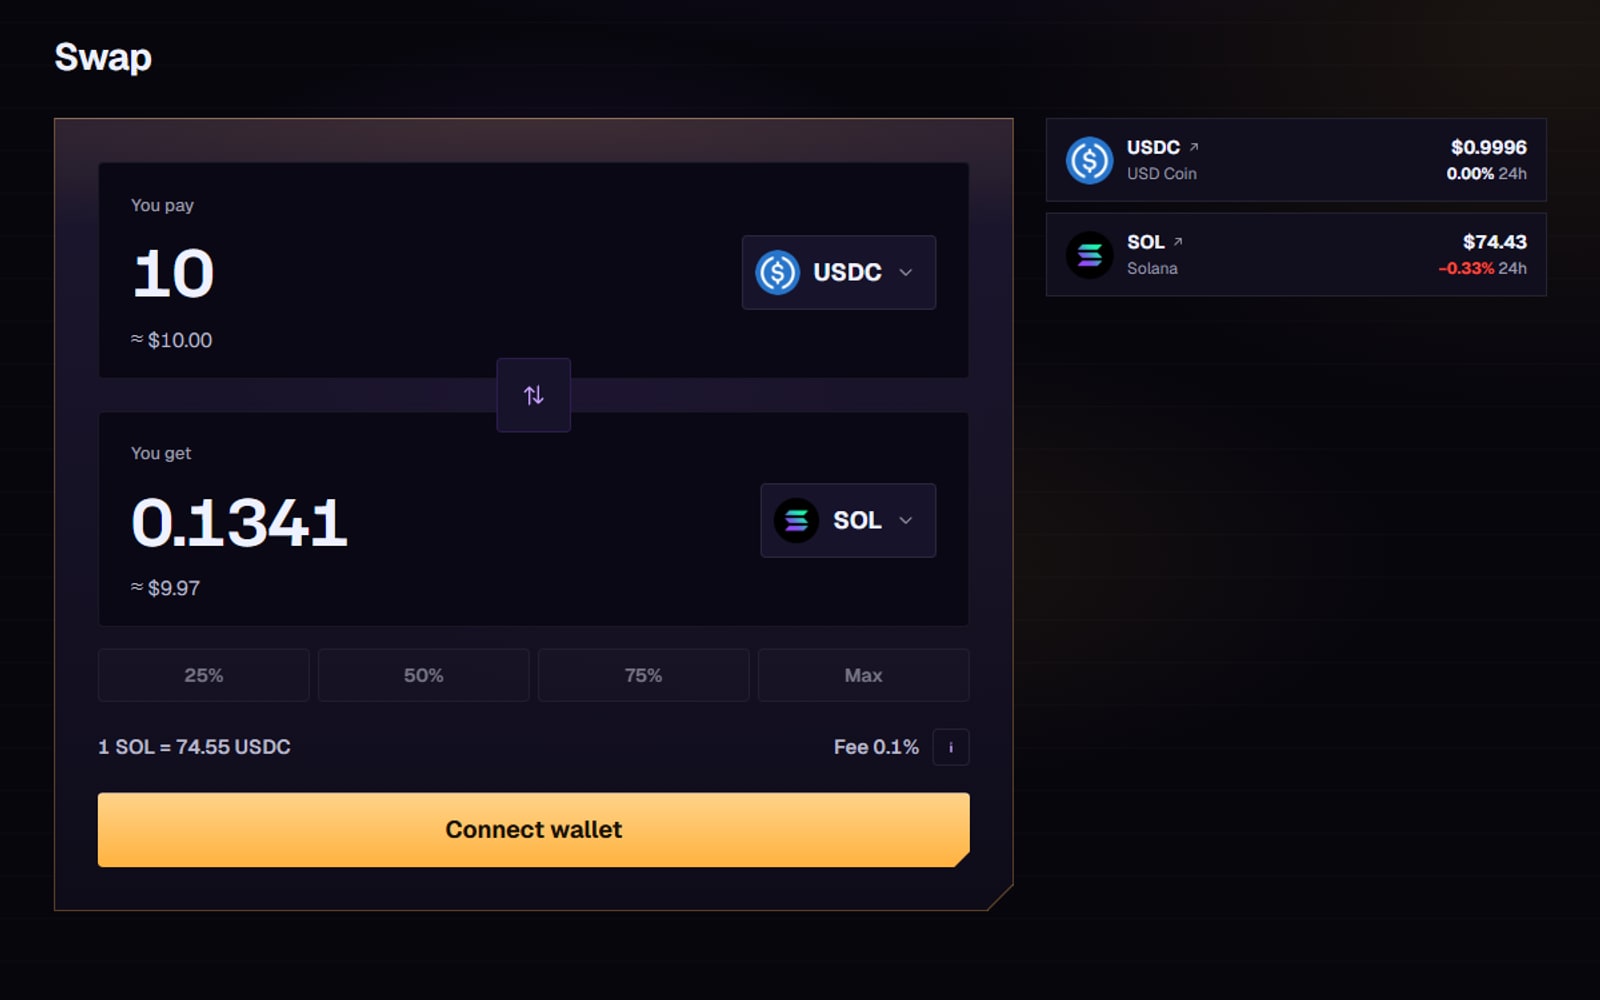 Swap
You pay
10
USDC
≈ $10.00
You get
0.1341
SOL
≈ $9.97
25%
50%
75%
Max
1 SOL = 74.55 USDC
Fee 0.1%
i
Connect wallet
USDC ↗
$0.9996
USD Coin
0.00% 24h
SOL ↗
$74.43
Solana
-0.33% 24h